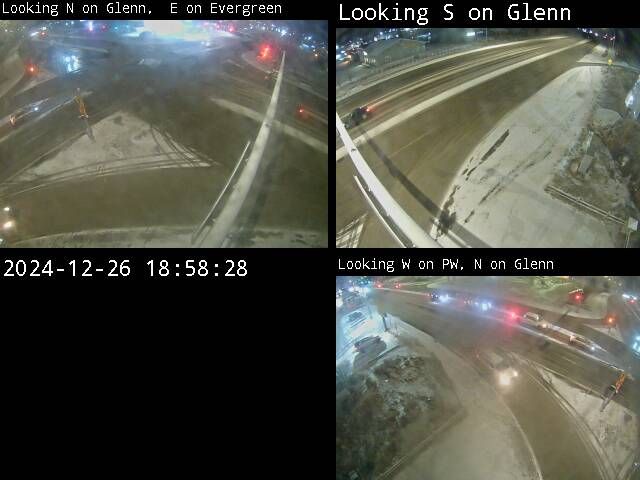 Looking N on Glenn,  E on Evergreen
Looking S on Glenn
2024-12-26 18:58:28
Looking W on PW, N on Glenn